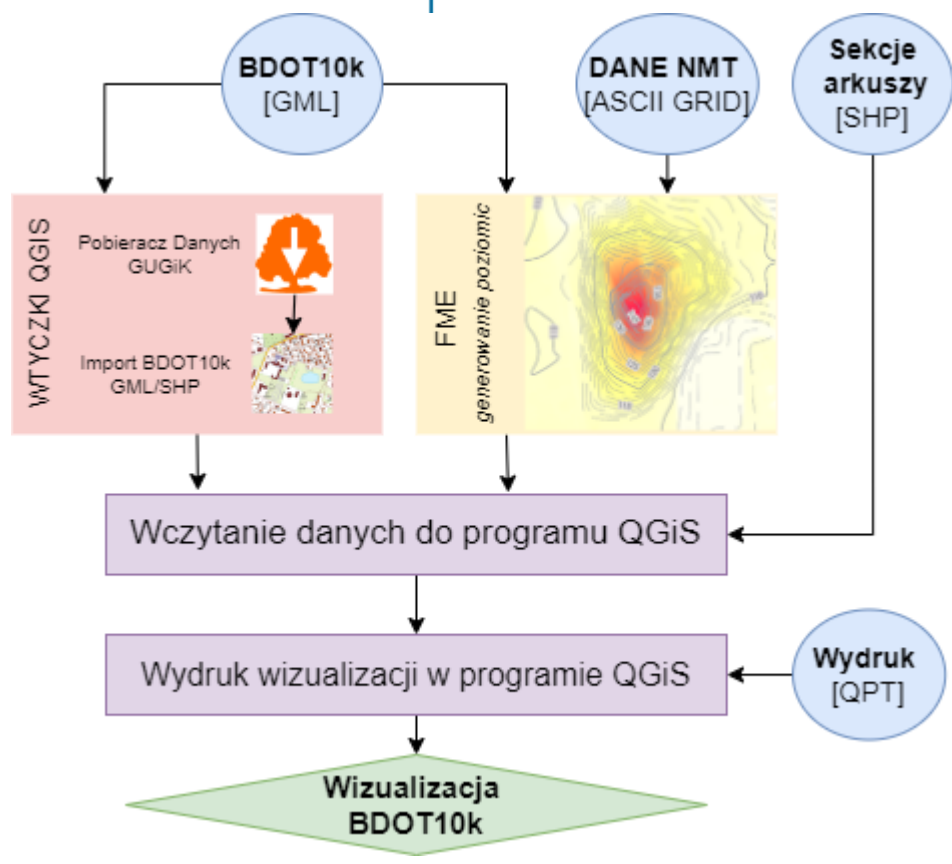 BDOT10k
[GML]
DANE NMT
[ASCII GRID]
Sekcje
arkuszy
[SHP]
WTYCZKI QGIS
Pobieracz Danych
GUGiK
Import BDOT10k
GML/SHP
FME
generowanie poziomic
Wczytanie danych do programu QGiS
Wydruk wizualizacji w programie QGiS
Wydruk
[QPT]
Wizualizacja
BDOT10k